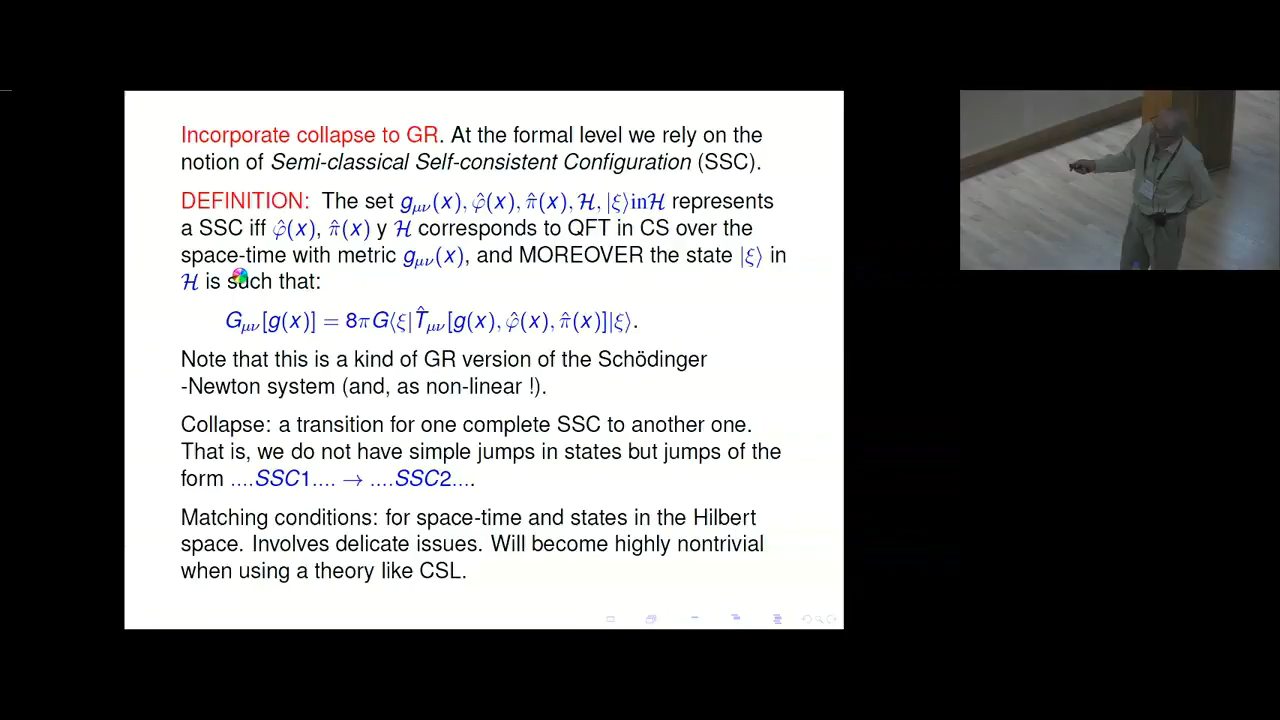 Incorporate collapse to GR. At the formal level we rely on the
notion of Semi-classical Self-consistent Configuration (SSC).
DEFINITION: The set gμν(x), φ̂(x), π̂(x), ℋ, |ξ⟩inℋ represents
a SSC iff φ̂(x), π̂(x) y ℋ corresponds to QFT in CS over the
space-time with metric gμν(x), and MOREOVER the state |ξ⟩ in
ℋ is such that:
Gμν[g(x)] = 8πG⟨ξ|T̂μν[g(x), φ̂(x), π̂(x)]|ξ⟩.
Note that this is a kind of GR version of the Schödinger
-Newton system (and, as non-linear !).
Collapse: a transition for one complete SSC to another one.
That is, we do not have simple jumps in states but jumps of the
form ....SSC1.... → ....SSC2....
Matching conditions: for space-time and states in the Hilbert
space. Involves delicate issues. Will become highly nontrivial
when using a theory like CSL.